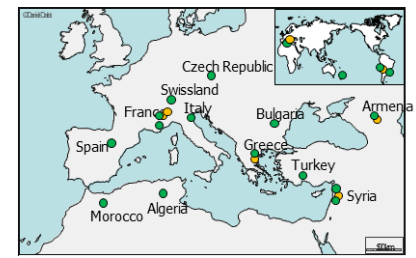 Czech Republic
Swissland
France
Italy
Bulgaria
Armenia
Greece
Spain
Turkey
Syria
Algeria
Morocco